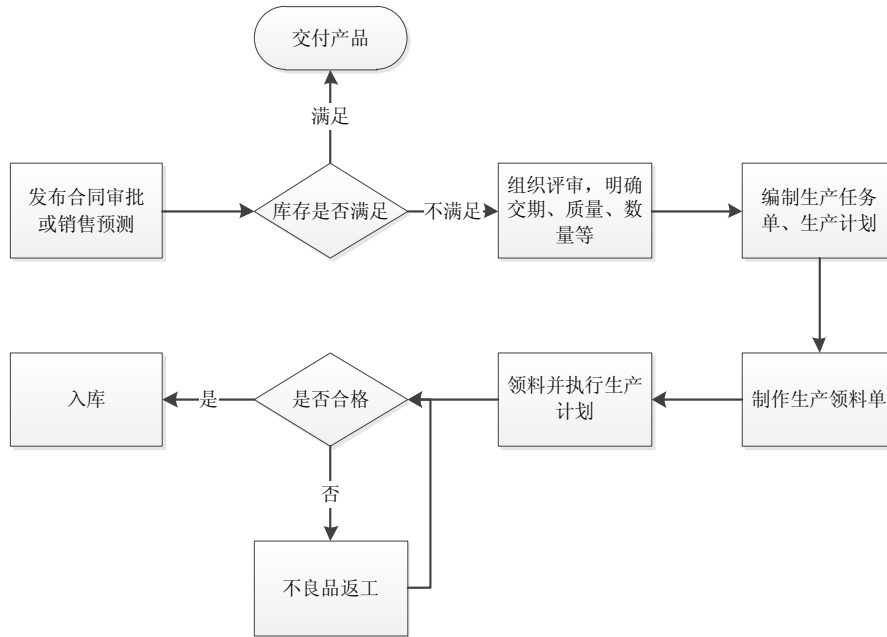 交付产品
满足
发布合同审批
或销售预测
库存是否满足
不满足
组织评审，明确
交期、质量、数
量等
编制生产任务
单、生产计划
入库
是
是否合格
领料并执行生产
计划
制作生产领料单
否
不良品返工